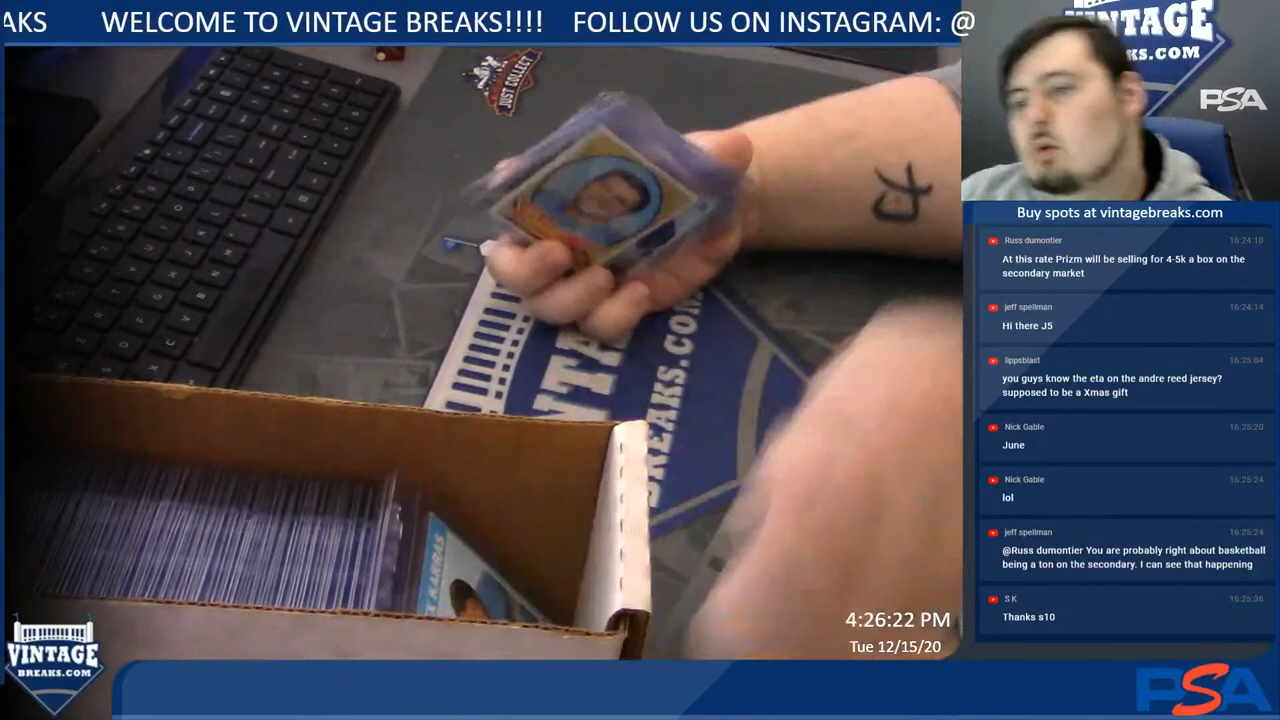 AKS WELCOME TO VINTAGE BREAKS!!!! FOLLOW US ON INSTAGRAM: @
JUST COLLECT
VINTAGE
BREAKS.COM
PSA
力
Buy spots at vintagebreaks.com
Russ dumontier 16:24:10
At this rate Prizm will be selling for 4-5k a box on the
secondary market
jeff spellman 16:24:14
Hi there J5
lippsblast 16:25:04
you guys know the eta on the andre reed jersey?
supposed to be a Xmas gift
Nick Gable 16:25:20
June
Nick Gable 16:25:24
lol
jeff spellman 16:25:24
@Russ dumontier You are probably right about basketball
being a ton on the secondary. I can see that happening
S K 16:25:36
Thanks s10
VINTA
BREAKS.COM
KARRAS
4:26:22 PM
Tue 12/15/20
VINTAGE
BREAKS.COM
PSA